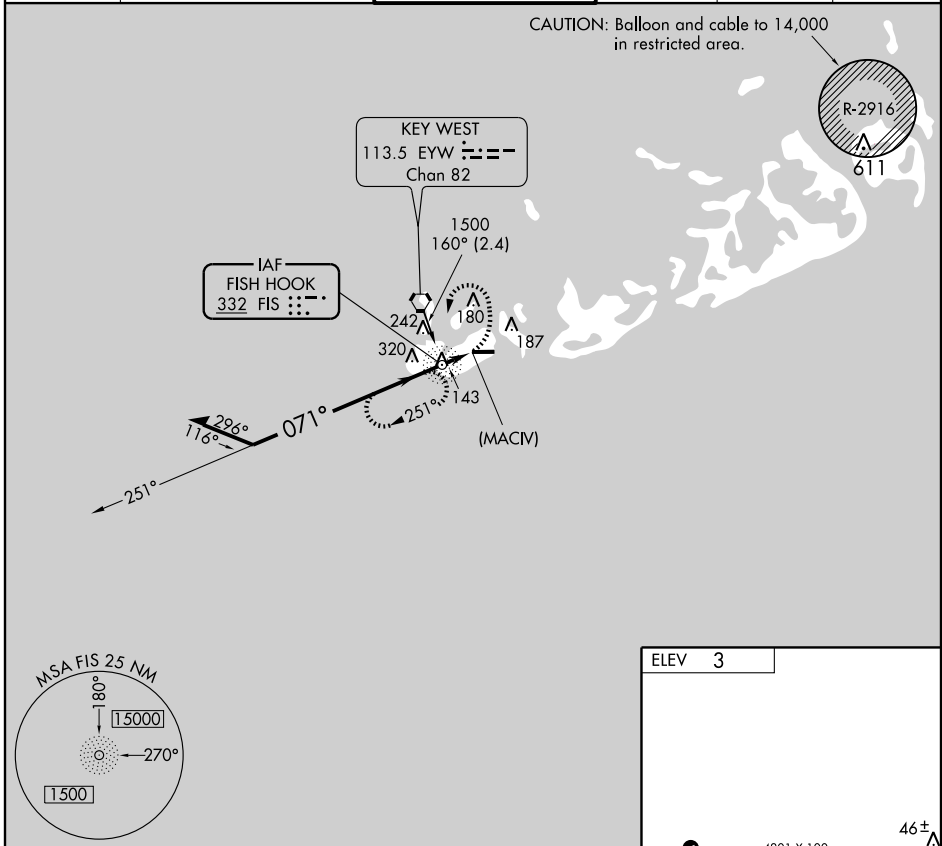 CAUTION: Balloon and cable to 14,000
in restricted area.
R-2916
611
KEY WEST
113.5 EYW
Chan 82
1500
160° (2.4)
IAF
FISH HOOK
332 FIS
242
180
187
320
143
251°
(MACIV)
071°
296°
116°
251°
MSA FIS 25 NM
180°
15000
270°
1500
ELEV 3
46±